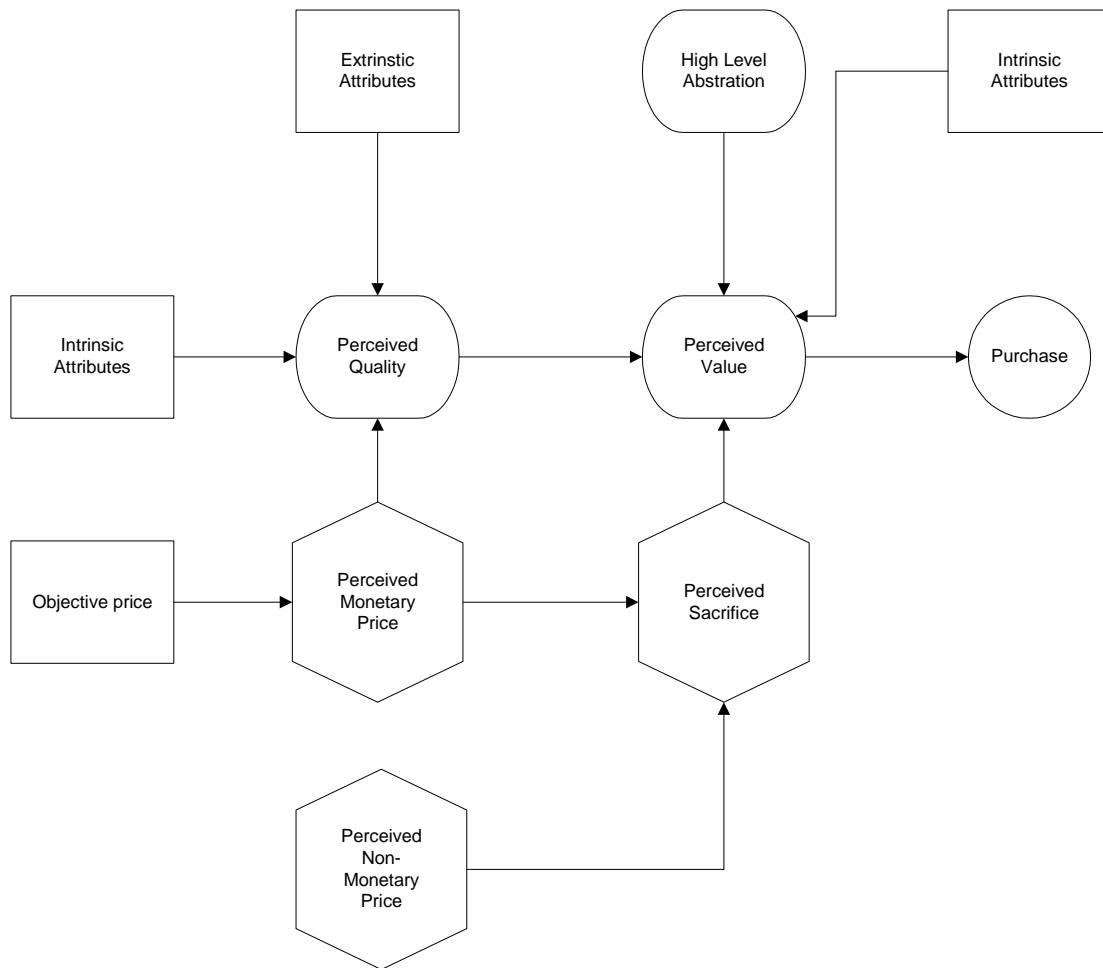 Extrinstic
Attributes
High Level
Abstration
Intrinsic
Attributes
Intrinsic
Attributes
Perceived
Quality
Perceived
Value
Purchase
Objective price
Perceived
Monetary
Price
Perceived
Sacrifice
Perceived
Non-
Monetary
Price